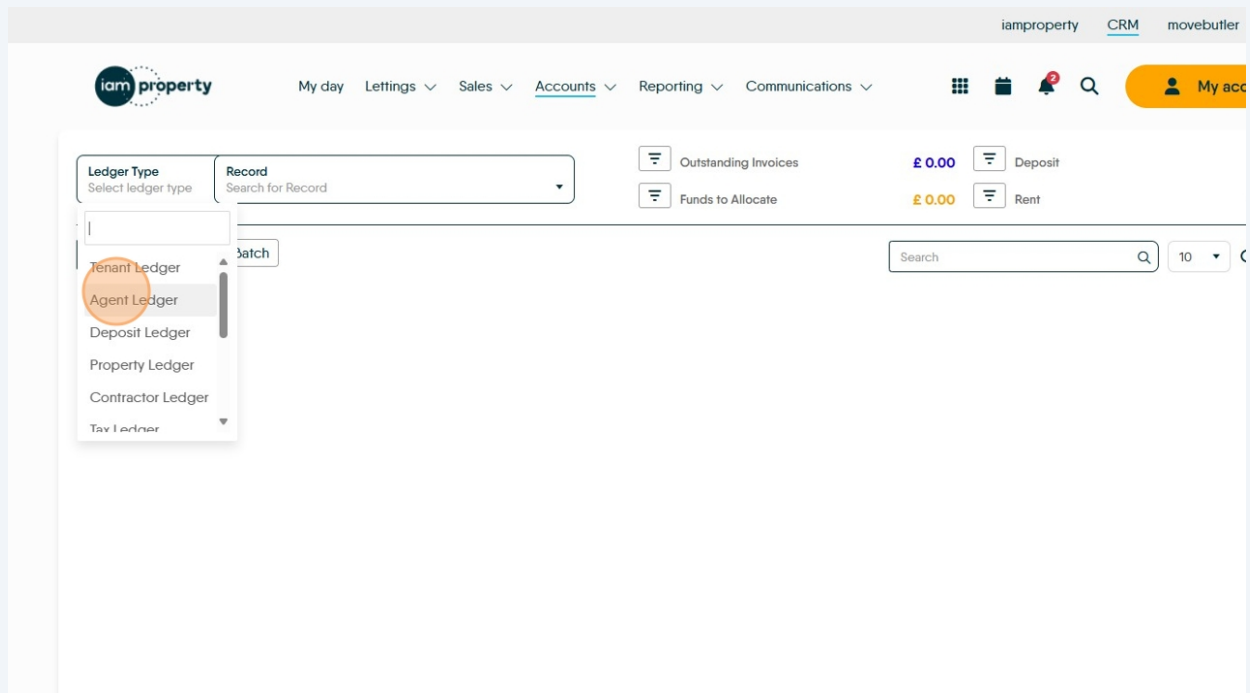 iamproperty CRM movebutler
iam property
My day Lettings Sales Accounts Reporting Communications
2
My acc
Ledger Type
Select ledger type
Record
Search for Record
Outstanding Invoices £ 0.00
Deposit
Funds to Allocate £ 0.00
Rent
Batch
Search
10
Tenant Ledger
Agent Ledger
Deposit Ledger
Property Ledger
Contractor Ledger
Tax Ledger